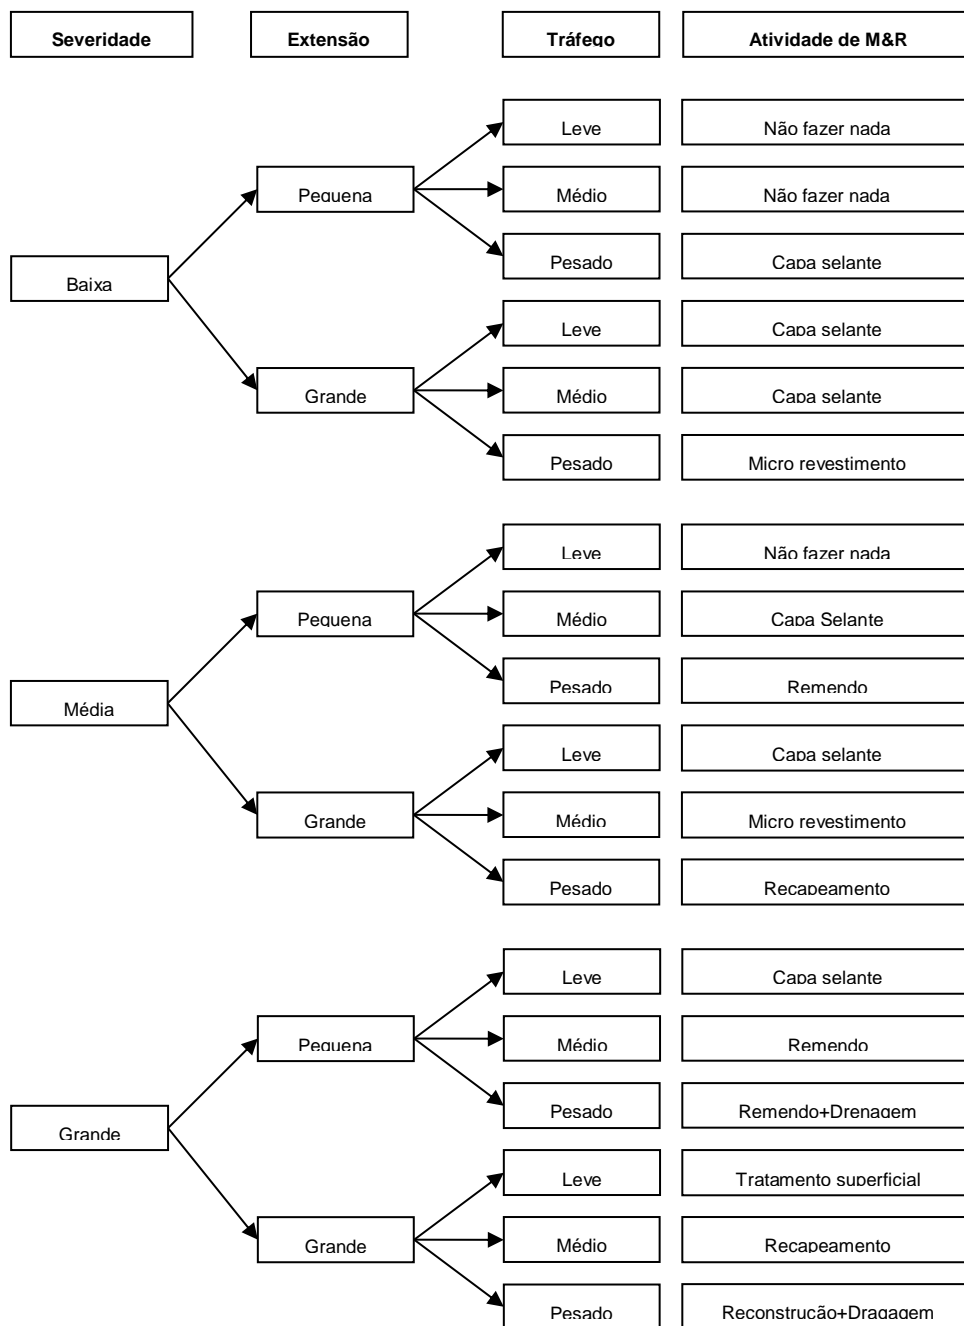 Severidade
Extensão
Tráfego
Atividade de M&R
Leve
Não fazer nada
Pequena
Médio
Não fazer nada
Pesado
Capa selante
Baixa
Leve
Capa selante
Grande
Médio
Capa selante
Pesado
Micro revestimento
Leve
Não fazer nada
Pequena
Médio
Capa Selante
Pesado
Remendo
Média
Leve
Capa selante
Grande
Médio
Micro revestimento
Pesado
Recapeamento
Leve
Capa selante
Pequena
Médio
Remendo
Pesado
Remendo+Drenagem
Grande
Leve
Tratamento superficial
Grande
Médio
Recapeamento
Pesado
Reconstrução+Dragagem